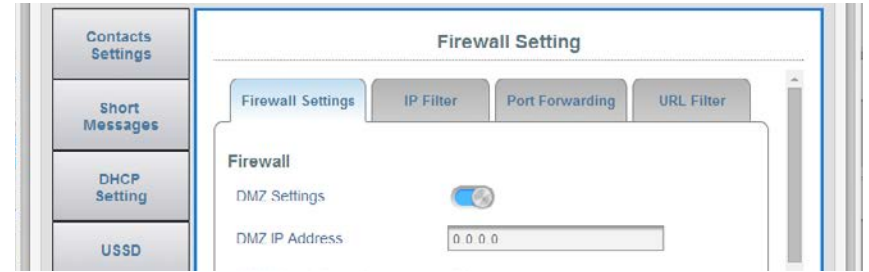 Contacts
Settings
Short
Messages
DHCP
Setting
USSD
Firewall Setting
Firewall Settings
IP Filter
Port Forwarding
URL Filter
Firewall
DMZ Settings
DMZ IP Address
0.0.0.0